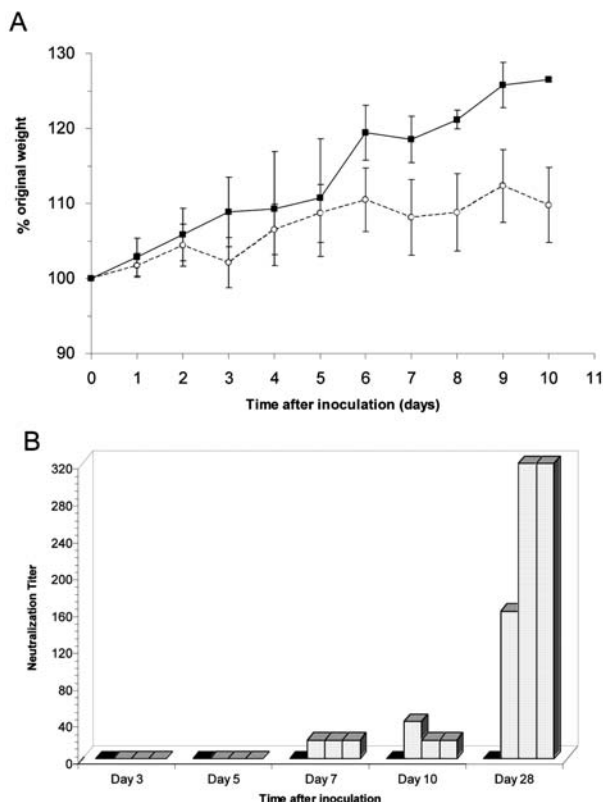 A
130
120
110
100
90
% original weight
0 1 2 3 4 5 6 7 8 9 10 11
Time after inoculation (days)
B
320
280
240
200
160
120
80
40
0
Neutralization Titer
Day 3 Day 5 Day 7 Day 10 Day 28
Time after inoculation